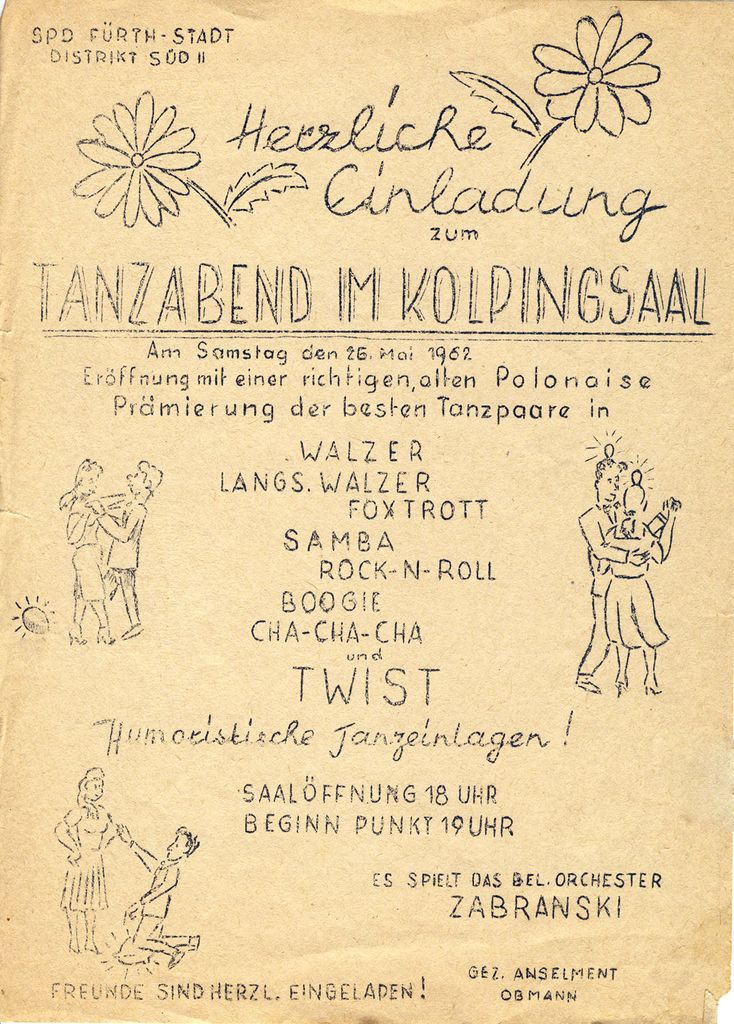 SPD FÜRTH-STADT
DISTRIKT SÜD II
Herzliche
Einladung
zum
TANZABEND IM KOLPINGSAAL
Am Samstag den 26. Mai 1962
Eröffnung mit einer richtigen, alten Polonaise
Prämierung der besten Tanzpaare in
WALZER
LANGS. WALZER
FOXTROTT
SAMBA
ROCK-N-ROLL
BOOGIE
CHA-CHA-CHA
und
TWIST
Humoristische Tanzeinlagen!
SAALÖFFNUNG 18 UHR
BEGINN PUNKT 19 UHR
ES SPIELT DAS BEL. ORCHESTER
ZABRANSKI
GEZ. ANSELMENT
OBMANN
FREUNDE SIND HERZL. EINGELADEN!